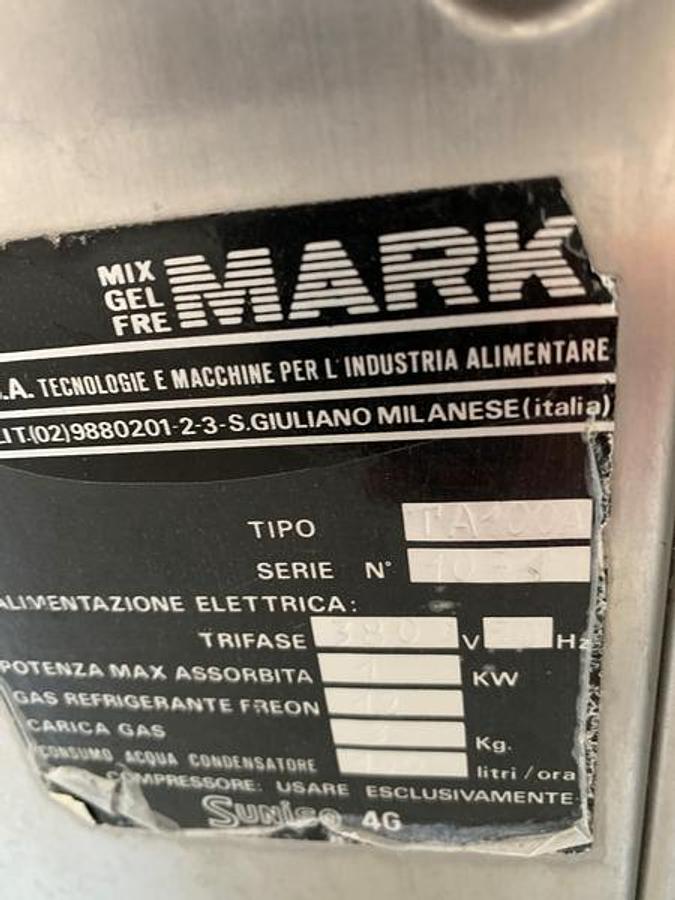 MIX
GEL
FRE
MARK
.A. TECNOLOGIE E MACCHINE PER L'INDUSTRIA ALIMENTARE
T.(02)9880201-2-3-S.GIULIANO MILANESE(italia)
TIPO
SERIE N°
ALIMENTAZIONE ELETTRICA:
TRIFASE 380 V Hz
POTENZA MAX ASSORBITA KW
GAS REFRIGERANTE FREON 12
CARICA GAS Kg.
CONSUMO ACQUA CONDENSATORE litri/ora
COMPRESSORE: USARE ESCLUSIVAMENTE
SUNISO 4G